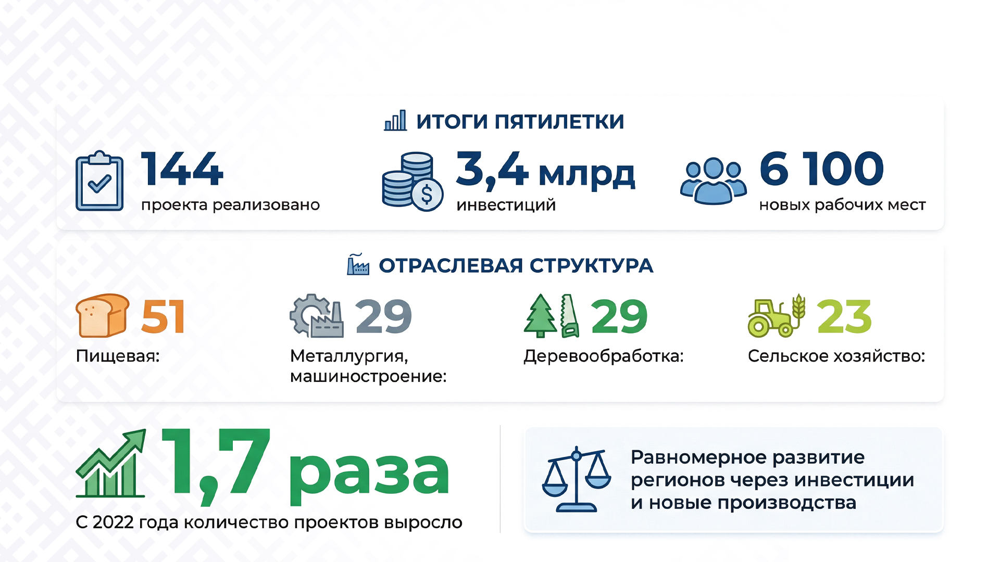 ИТОГИ ПЯТИЛЕТКИ
144
проекта реализовано
3,4 млрд
инвестиций
6 100
новых рабочих мест
ОТРАСЛЕВАЯ СТРУКТУРА
51
Пищевая:
29
Металлургия,
машиностроение:
29
Деревообработка:
23
Сельское хозяйство:
1,7 раза
С 2022 года количество проектов выросло
Равномерное развитие
регионов через инвестиции
и новые производства